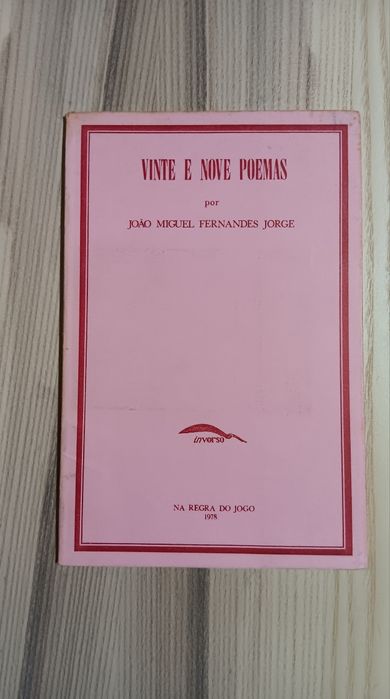 VINTE E NOVE POEMAS
por
JOÃO MIGUEL FERNANDES JORGE
inverso
NA REGRA DO JOGO
1978